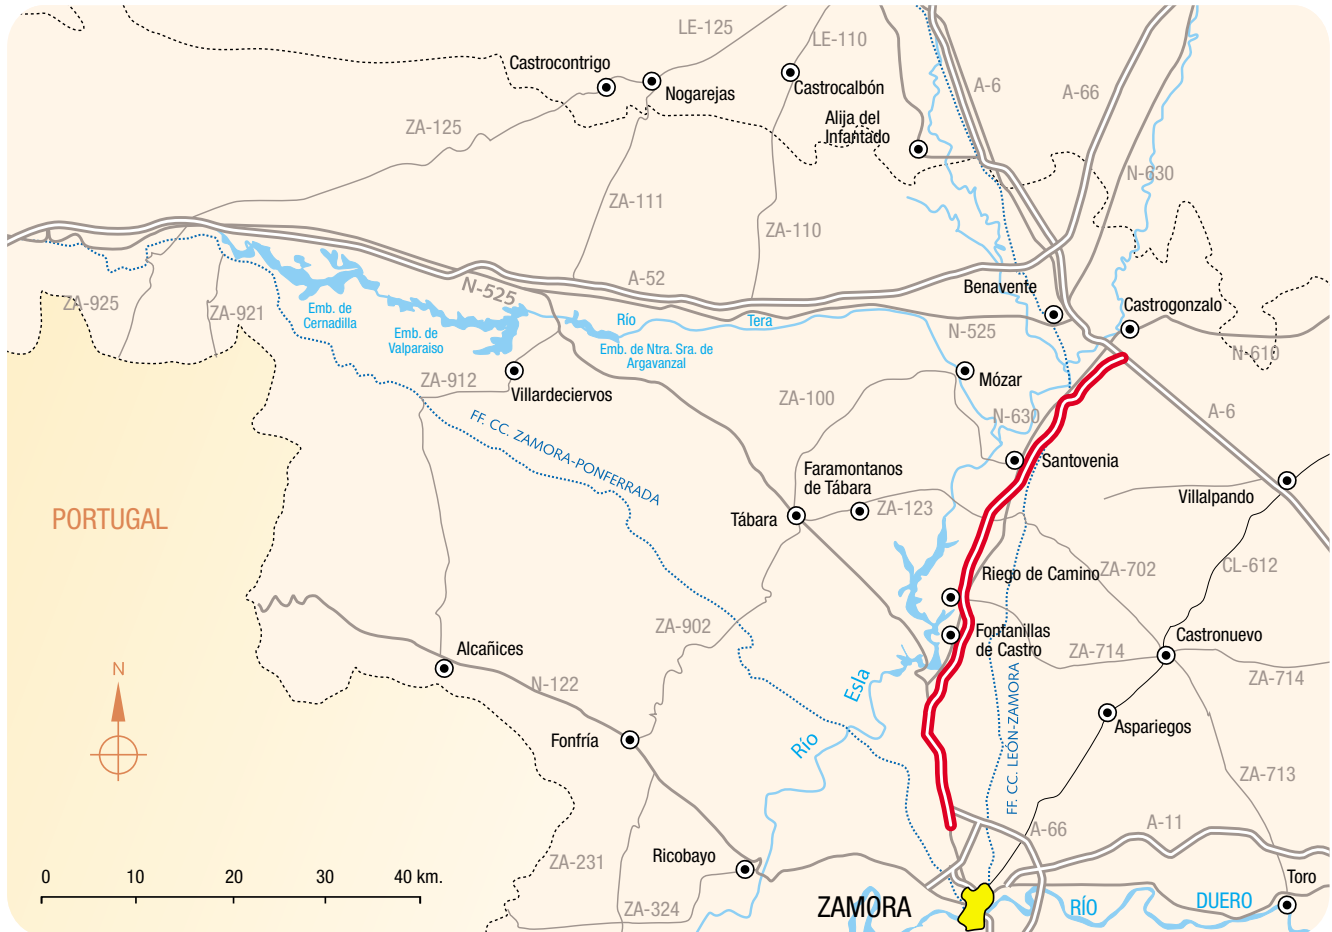 LE-125
LE-110
Castrocontrigo
Nogarejas
Castrocalbón
A-6
A-66
Alija del
Infantado
ZA-125
N-630
ZA-111
ZA-110
A-52
N-525
Benavente
Castrogonzalo
ZA-925
ZA-921
Emb. de
Cernadilla
Emb. de
Valparaiso
Río
Tera
Emb. de Ntra. Sra. de
Argavanzal
N-525
N-610
ZA-912
Villardeciervos
Mózar
ZA-100
N-630
A-6
FF. CC. ZAMORA-PONFERRADA
Santovenia
Faramontanos
de Tábara
Villalpando
PORTUGAL
Tábara
ZA-123
Riego de Camino
ZA-702
CL-612
ZA-902
Fontanillas
de Castro
Castronuevo
ZA-714
ZA-714
Alcañices
N-122
Esla
Río
FF. CC. LEÓN-ZAMORA
Aspariegos
N
Fonfría
ZA-713
A-66
A-11
ZA-231
Ricobayo
0
10
20
30
40 km.
Toro
ZA-324
ZAMORA
RÍO
DUERO